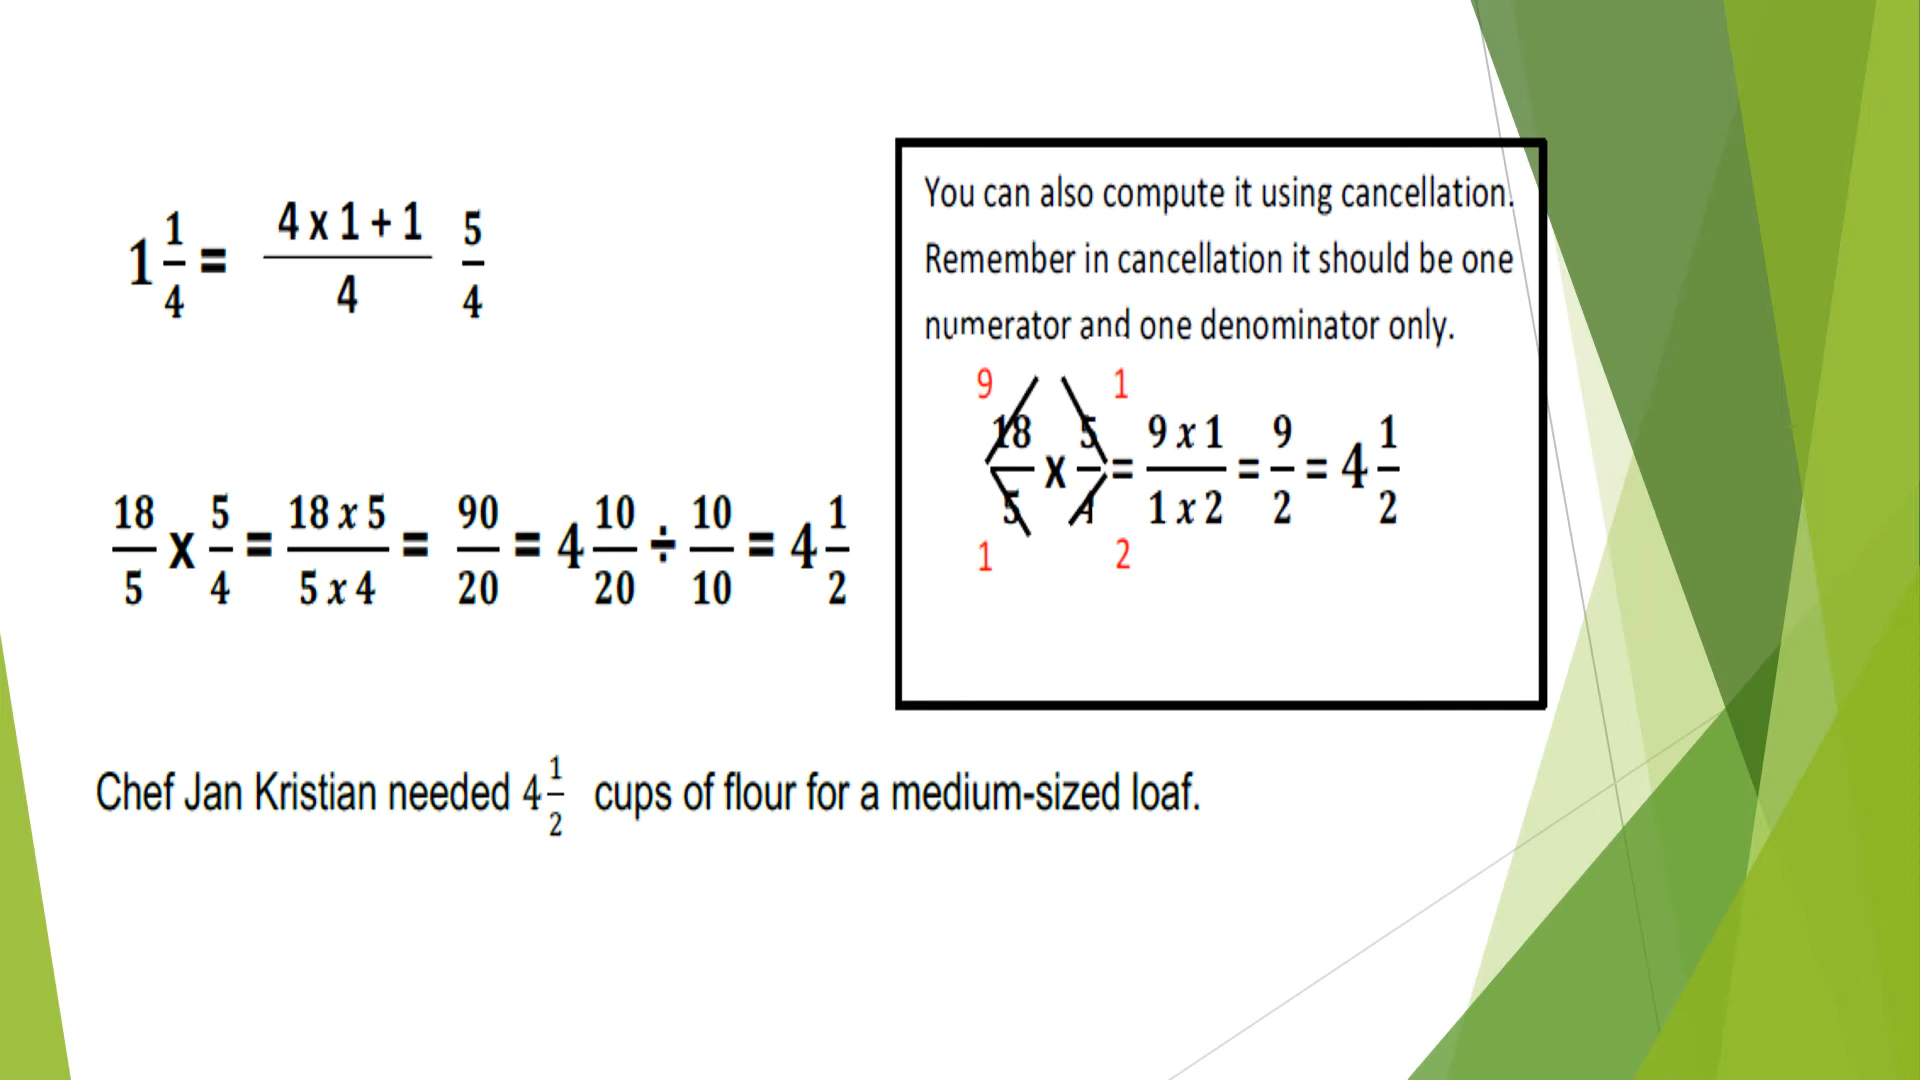 1 1/4 = (4 x 1 + 1)/4 5/4
18/5 x 5/4 = (18 x 5)/(5 x 4) = 90/20 = 4 10/20 ÷ 10/10 = 4 1/2
You can also compute it using cancellation.
Remember in cancellation it should be one
numerator and one denominator only.
9 1
18/5 x 5/4 = (9 x 1)/(1 x 2) = 9/2 = 4 1/2
1 2
Chef Jan Kristian needed 4 1/2 cups of flour for a medium-sized loaf.